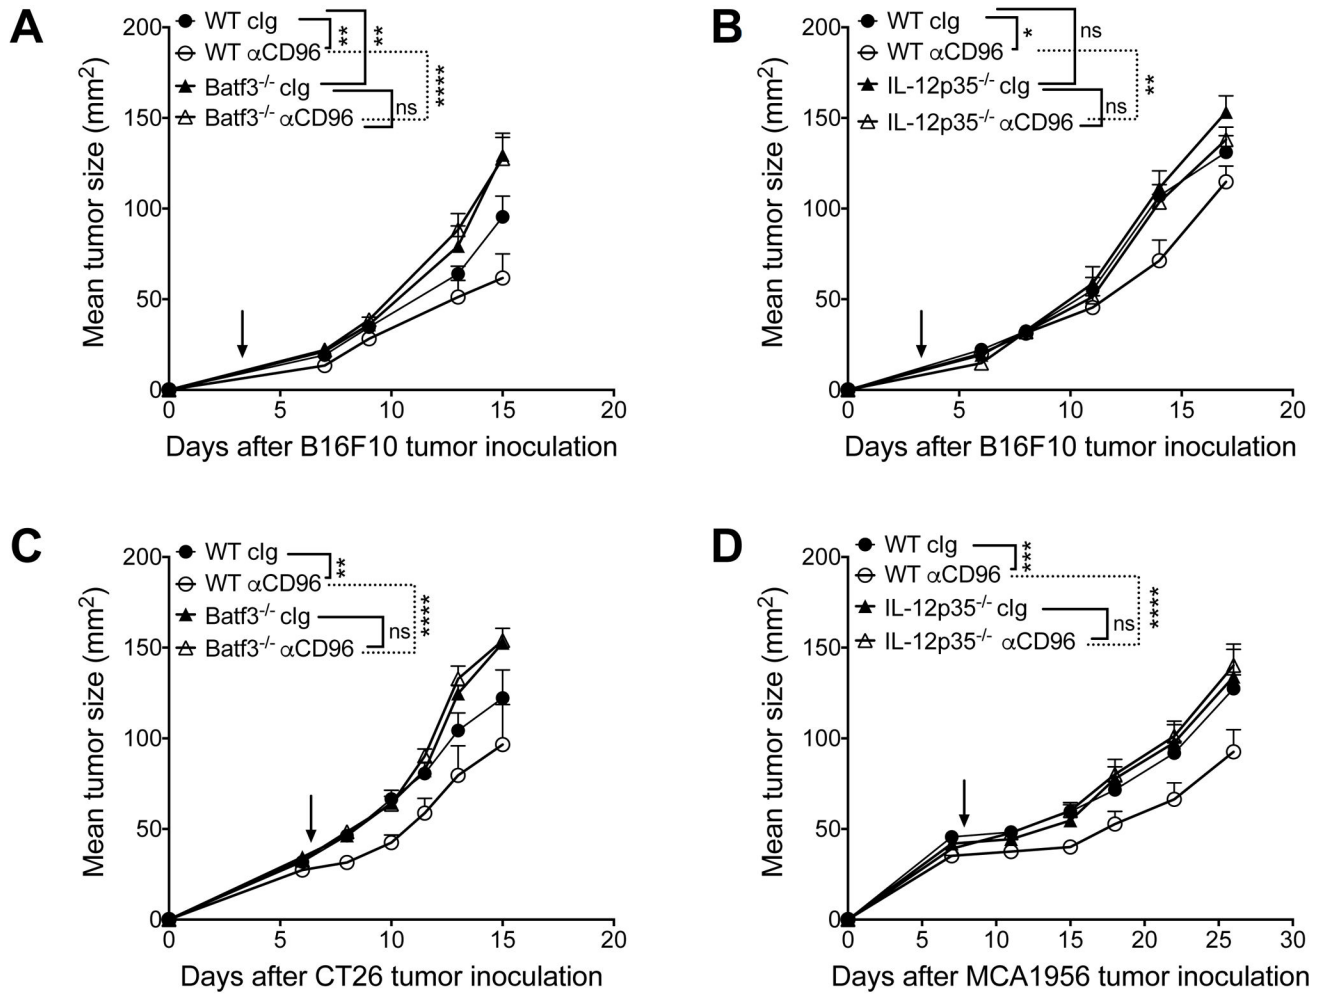 A
WT cIg
WT αCD96
Batf3-/- cIg
Batf3-/- αCD96
**
**
****
ns
Mean tumor size (mm2)
200
150
100
50
0
0 5 10 15 20
Days after B16F10 tumor inoculation
B
WT cIg
WT αCD96
IL-12p35-/- cIg
IL-12p35-/- αCD96
*
ns
**
ns
Mean tumor size (mm2)
200
150
100
50
0
0 5 10 15 20
Days after B16F10 tumor inoculation
C
WT cIg
WT αCD96
Batf3-/- cIg
Batf3-/- αCD96
**
****
ns
Mean tumor size (mm2)
200
150
100
50
0
0 5 10 15 20
Days after CT26 tumor inoculation
D
WT cIg
WT αCD96
IL-12p35-/- cIg
IL-12p35-/- αCD96
***
****
ns
Mean tumor size (mm2)
200
150
100
50
0
0 5 10 15 20 25 30
Days after MCA1956 tumor inoculation